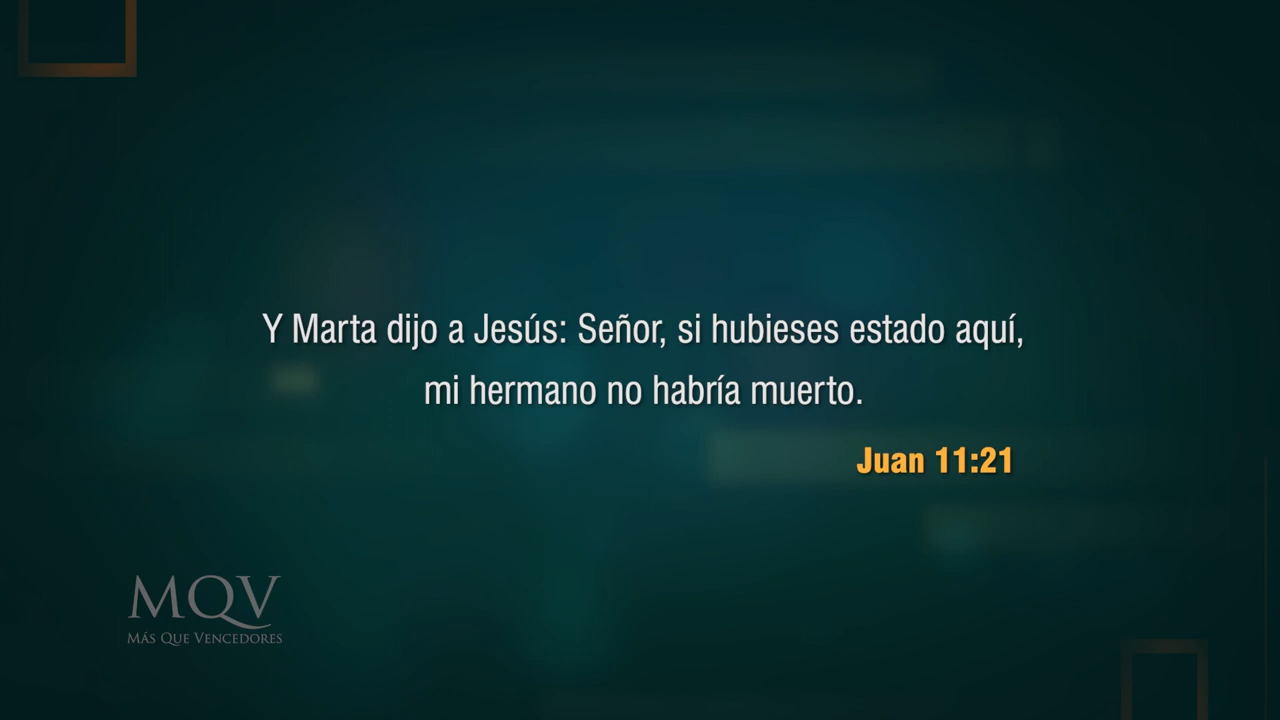 Y Marta dijo a Jesús: Señor, si hubieses estado aquí,
mi hermano no habría muerto.
Juan 11:21
MQV
MÁS QUE VENCEDORES